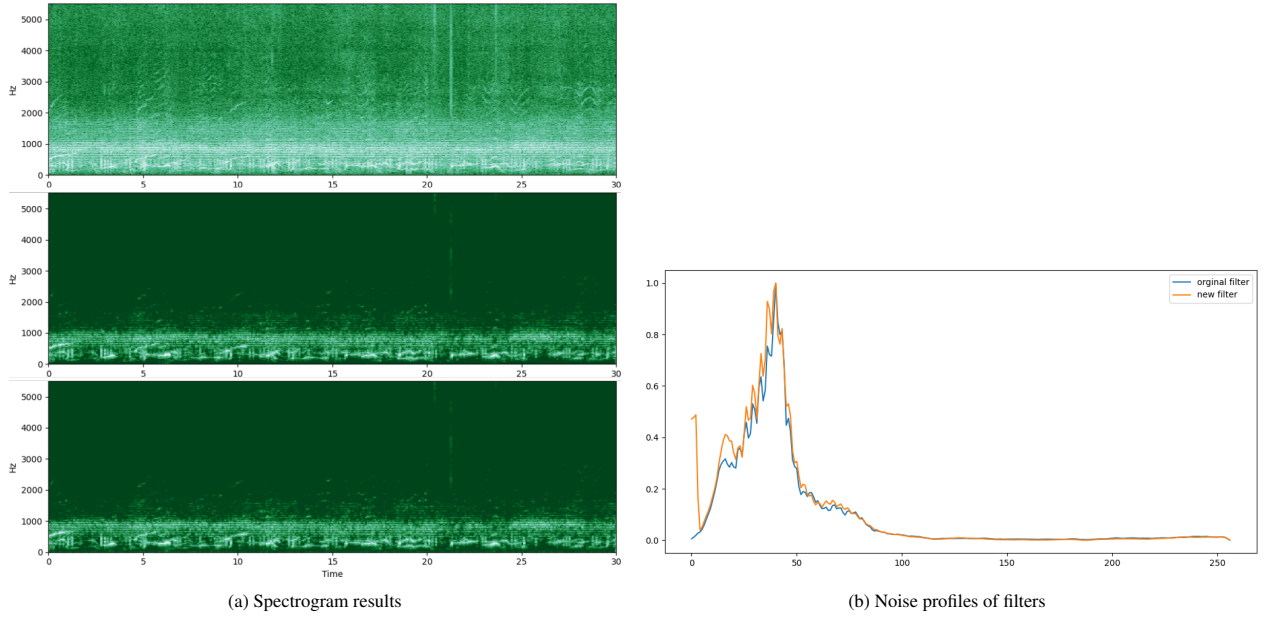 5000
4000
3000
Hz
2000
1000
0
0 5 10 15 20 25 30
5000
4000
3000
Hz
2000
1000
0
0 5 10 15 20 25 30
5000
4000
3000
Hz
2000
1000
0
0 5 10 15 20 25 30
Time
(a) Spectrogram results
1.0
0.8
0.6
0.4
0.2
0.0
0 50 100 150 200 250
orginal filter
new filter
(b) Noise profiles of filters